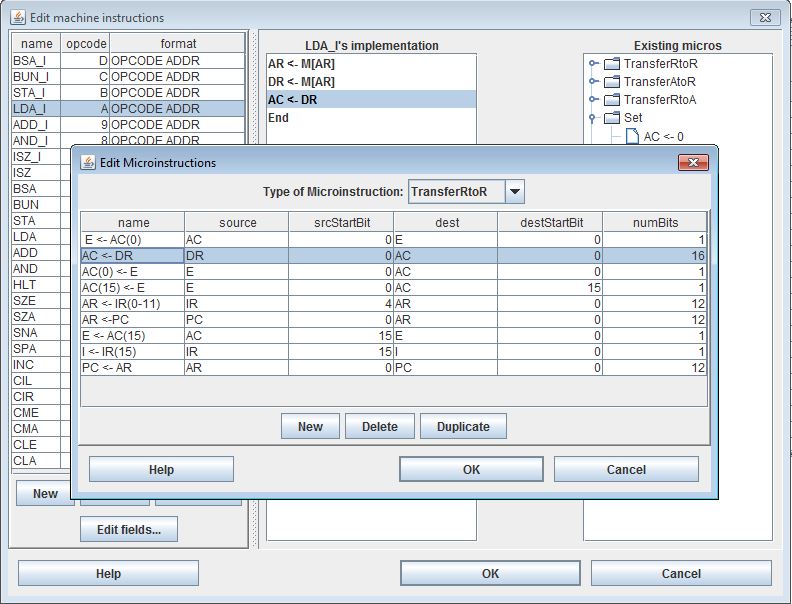 Edit machine instructions
name opcode format
BSA_I D OPCODE ADDR
BUN_I C OPCODE ADDR
STA_I B OPCODE ADDR
LDA_I A OPCODE ADDR
ADD_I 9 OPCODE ADDR
AND_I 8 OPCODE ADDR
ISZ_I
ISZ
BSA
BUN
STA
LDA
ADD
AND
HLT
SZE
SZA
SNA
SPA
INC
CIL
CIR
CME
CMA
CLE
CLA
New
Edit fields...
LDA_I's implementation
AR <- M[AR]
DR <- M[AR]
AC <- DR
End
Existing micros
TransferRtoR
TransferAtoR
TransferRtoA
Set
AC <- 0
Edit Microinstructions
Type of Microinstruction: TransferRtoR
name source srcStartBit dest destStartBit numBits
E <- AC(0) AC 0 E 0 1
AC <- DR DR 0 AC 0 16
AC(0) <- E E 0 AC 0 1
AC(15) <- E E 0 AC 15 1
AR <- IR(0-11) IR 4 AR 0 12
AR <-PC PC 0 AR 0 12
E <- AC(15) AC 15 E 0 1
I <- IR(15) IR 15 I 0 1
PC <- AR AR 0 PC 0 12
New Delete Duplicate
Help OK Cancel
Help OK Cancel